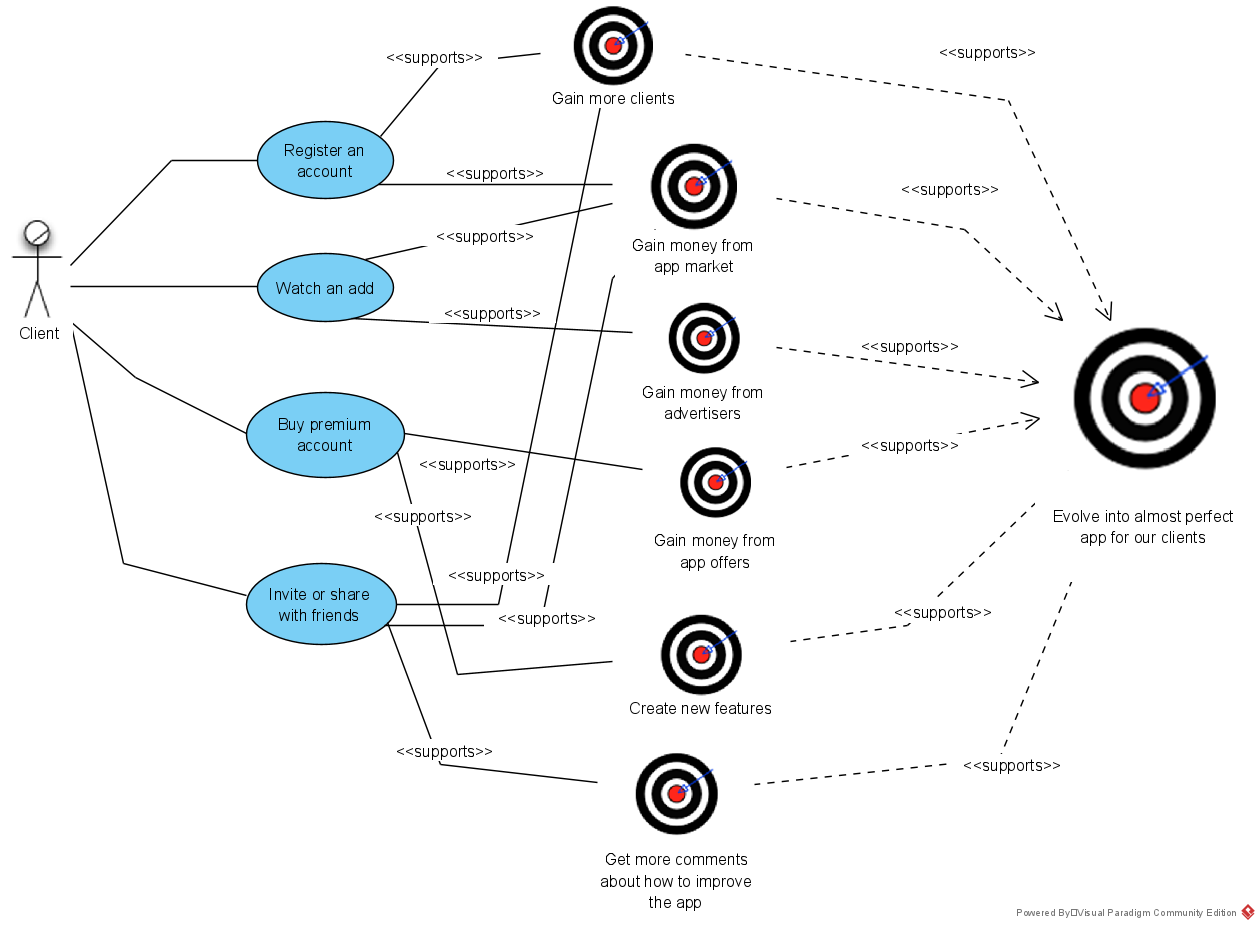 <<supports>>
<<supports>>
Gain more clients
Register an
account
<<supports>>
<<supports>>
<<supports>>
Gain money from
app market
Watch an add
<<supports>>
Client
<<supports>>
Gain money from
advertisers
Buy premium
account
<<supports>>
<<supports>>
<<supports>>
Evolve into almost perfect
app for our clients
Gain money from
app offers
<<supports>>
Invite or share
with friends
<<supports>>
<<supports>>
Create new features
<<supports>>
<<supports>>
Get more comments
about how to improve
the app
Powered By□Visual Paradigm Community Edition